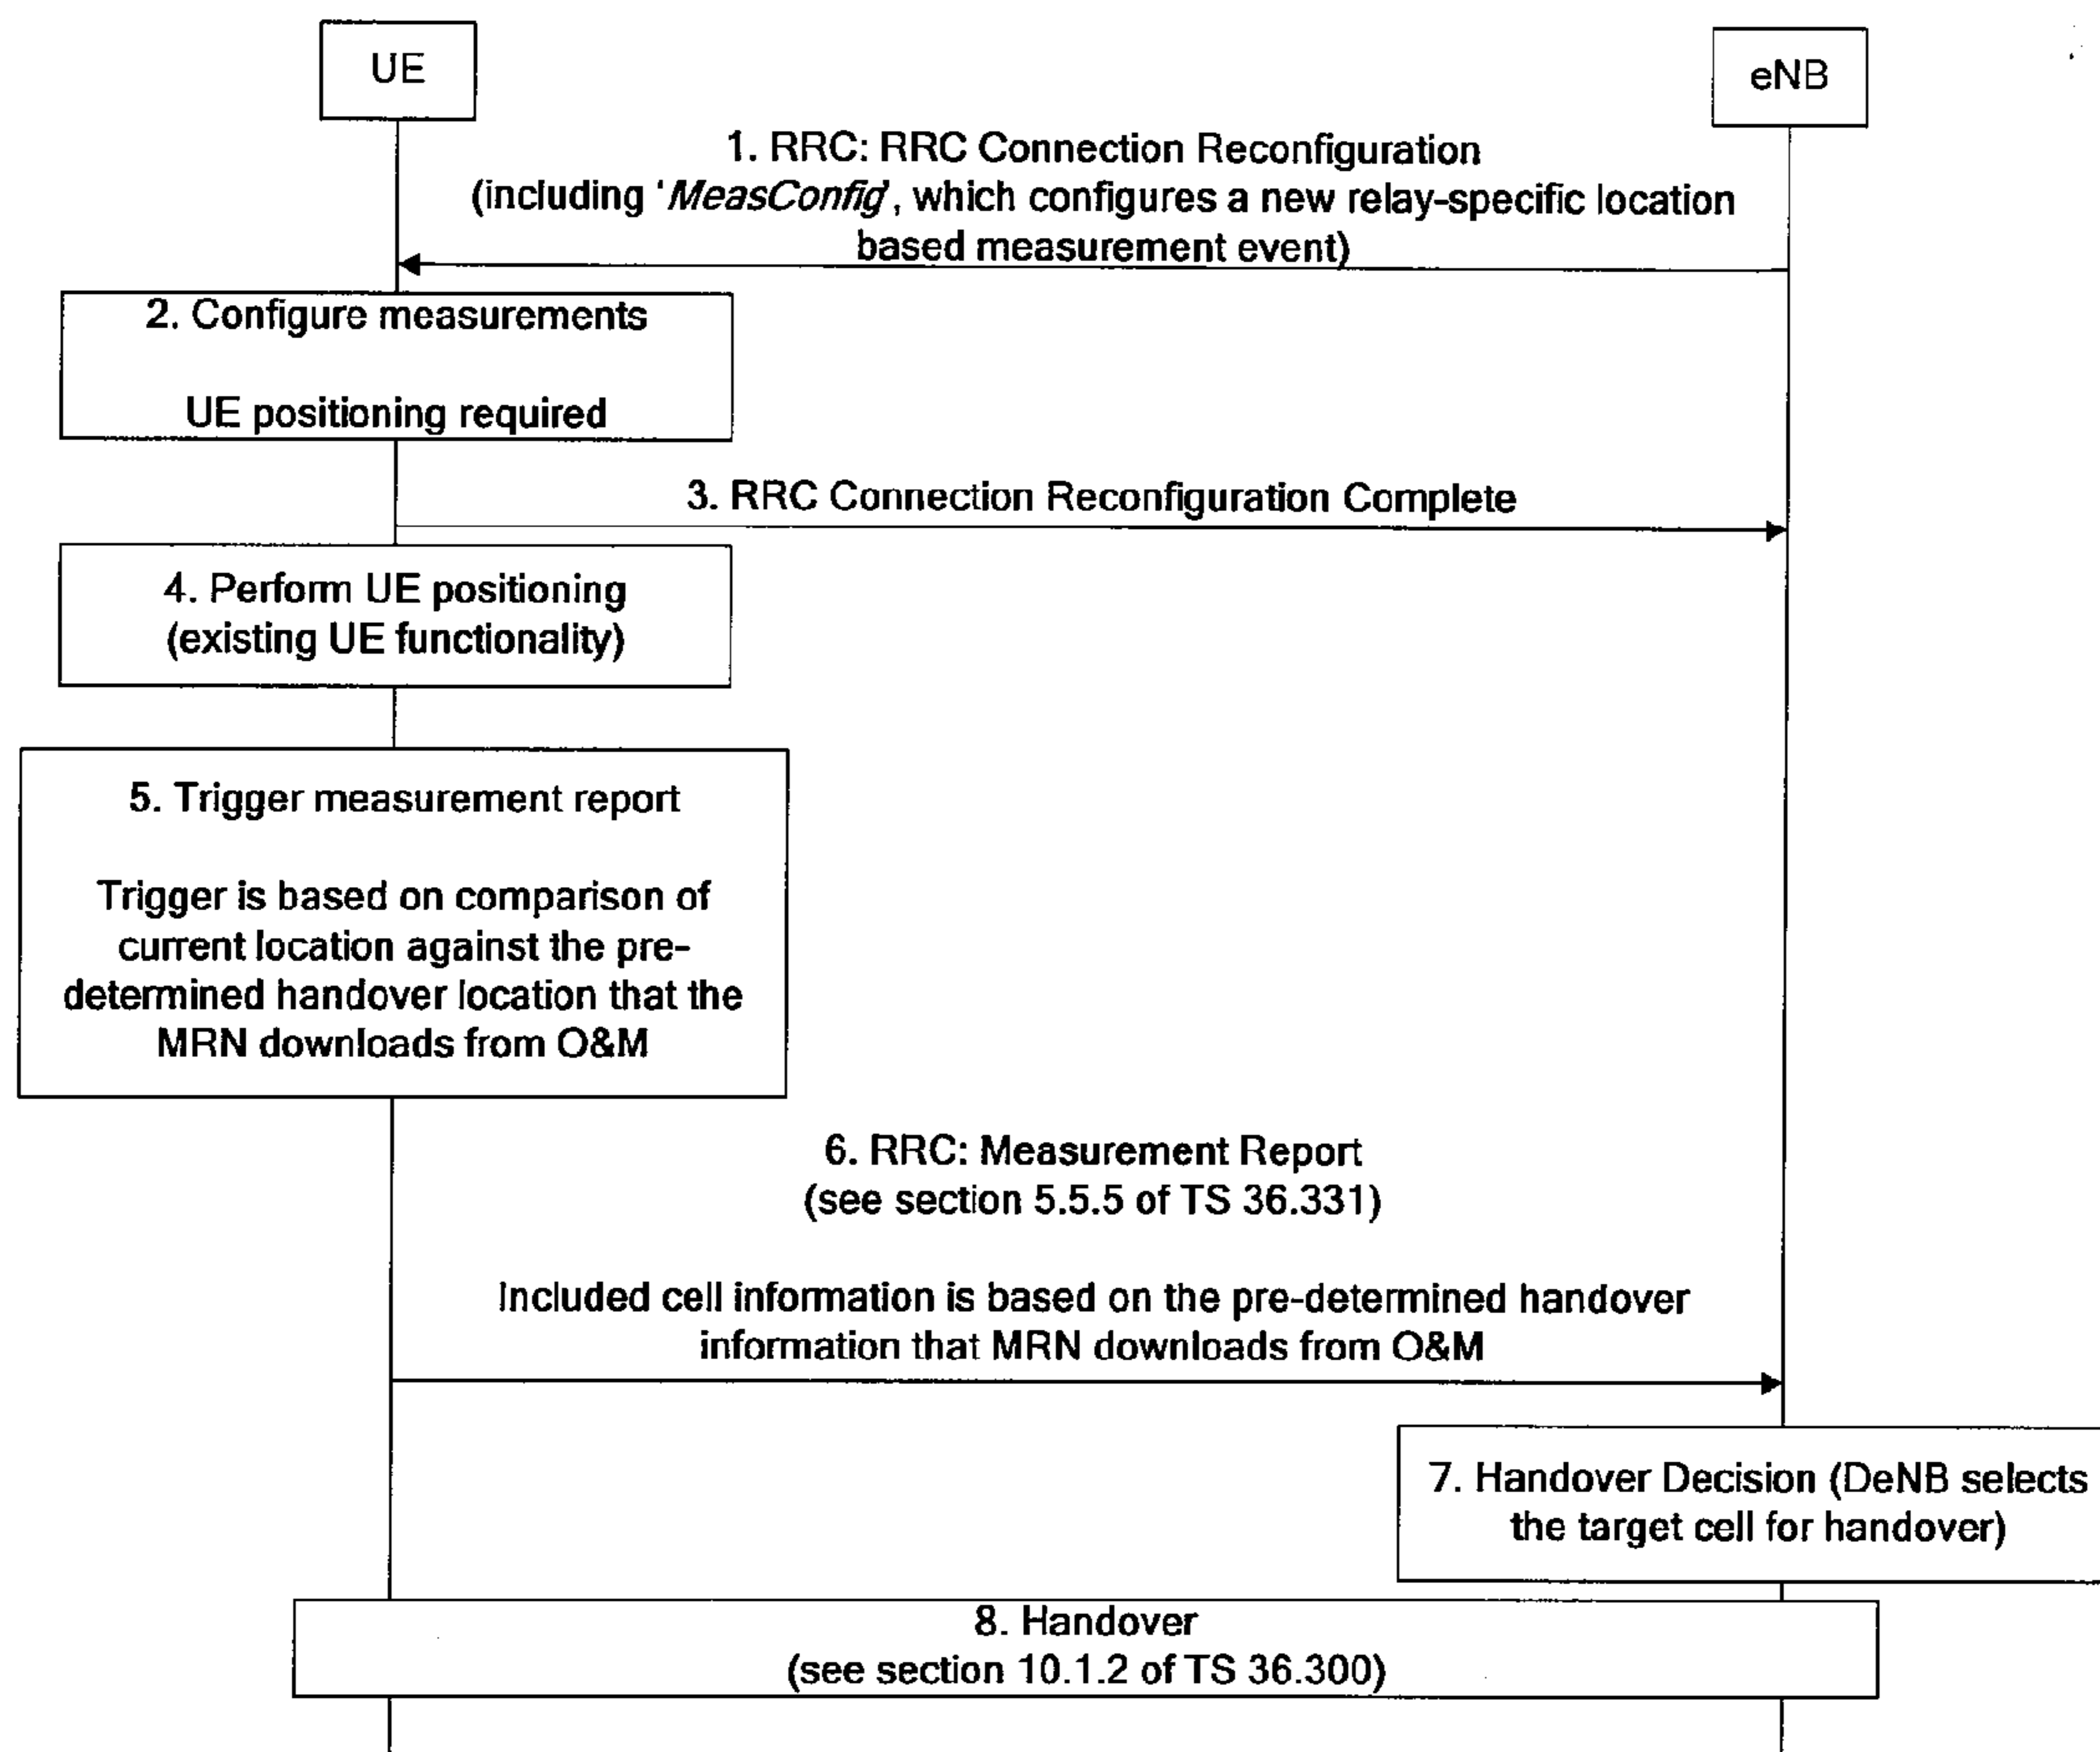 UE
eNB
1. RRC: RRC Connection Reconfiguration
(including 'MeasConfig', which configures a new relay-specific location
based measurement event)
2. Configure measurements
UE positioning required
3. RRC Connection Reconfiguration Complete
4. Perform UE positioning
(existing UE functionality)
5. Trigger measurement report
Trigger is based on comparison of
current location against the pre-
determined handover location that the
MRN downloads from O&M
6. RRC: Measurement Report
(see section 5.5.5 of TS 36.331)
Included cell information is based on the pre-determined handover
information that MRN downloads from O&M
7. Handover Decision (DeNB selects
the target cell for handover)
8. Handover
(see section 10.1.2 of TS 36.300)